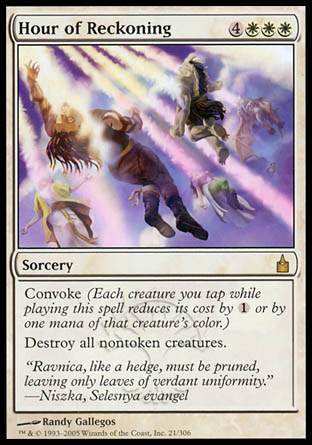 Hour of Reckoning 4
Sorcery
Convoke (Each creature you tap while
playing this spell reduces its cost by 1 or by
one mana of that creature's color.)
Destroy all nontoken creatures.
"Ravnica, like a hedge, must be pruned,
leaving only leaves of verdant uniformity."
—Niszka, Selesnya evangel
Randy Gallegos
™ & © 1993–2005 Wizards of the Coast, Inc. 21/306